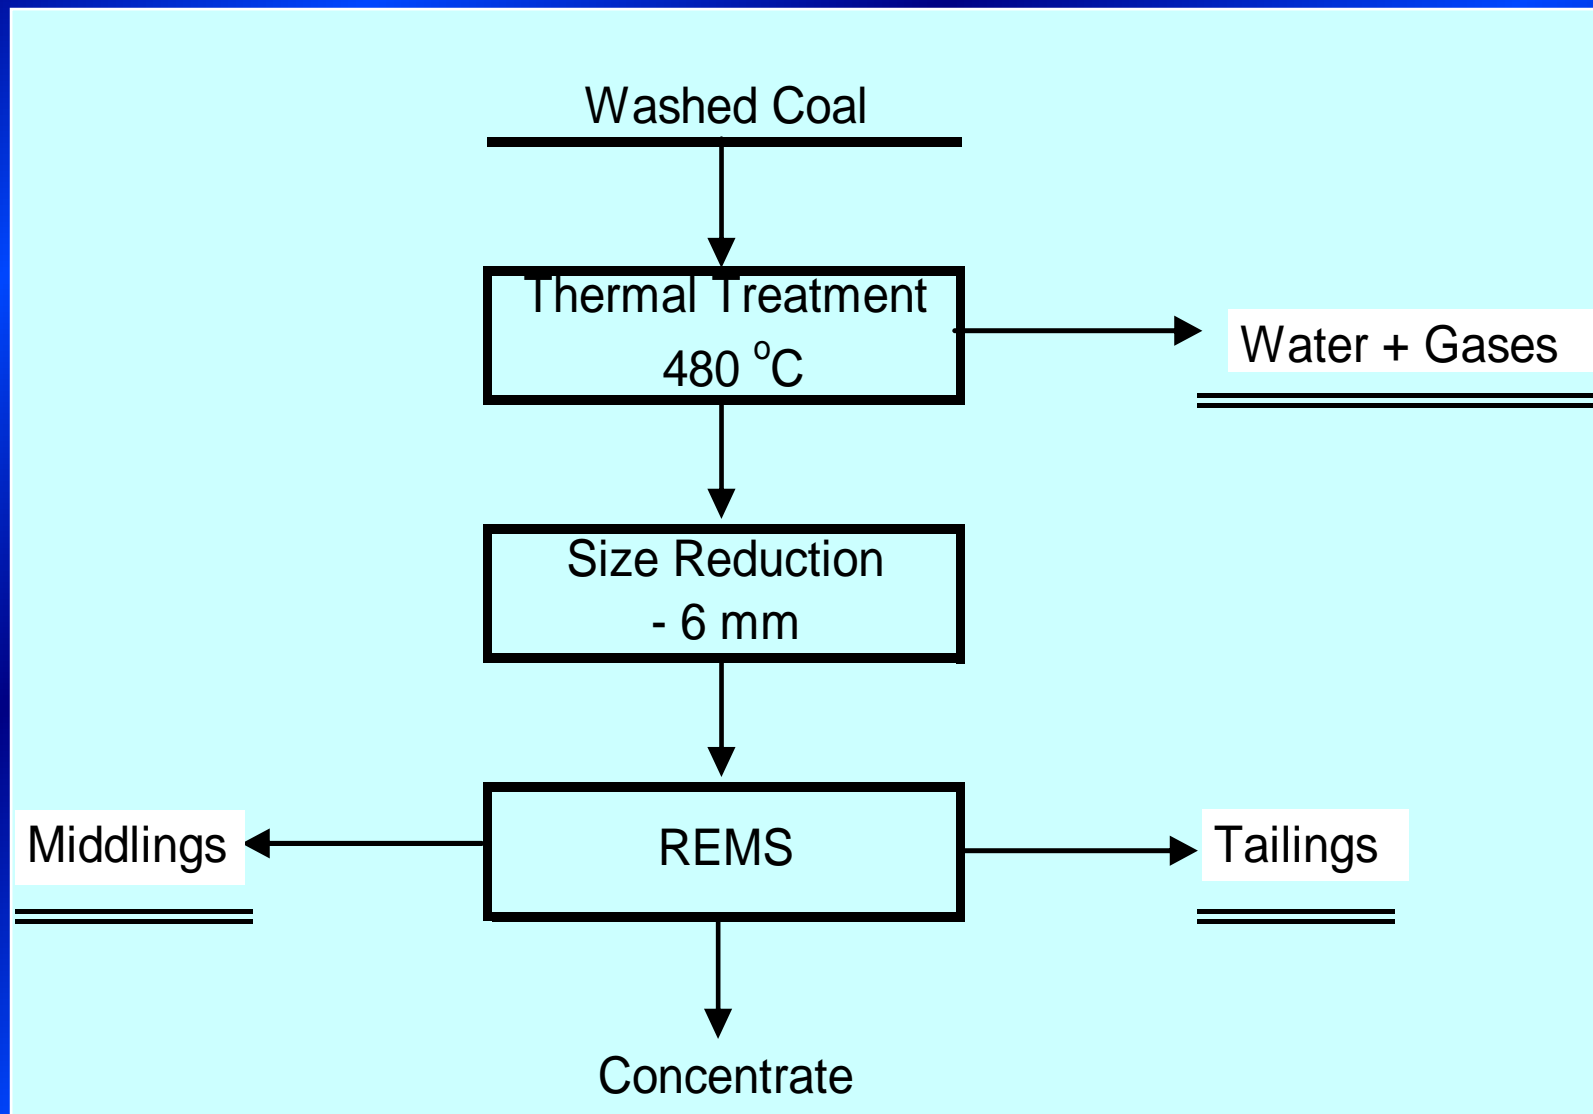 Washed Coal
Thermal Treatment
480 °C
Water + Gases
Size Reduction
- 6 mm
Middlings
REMS
Tailings
Concentrate